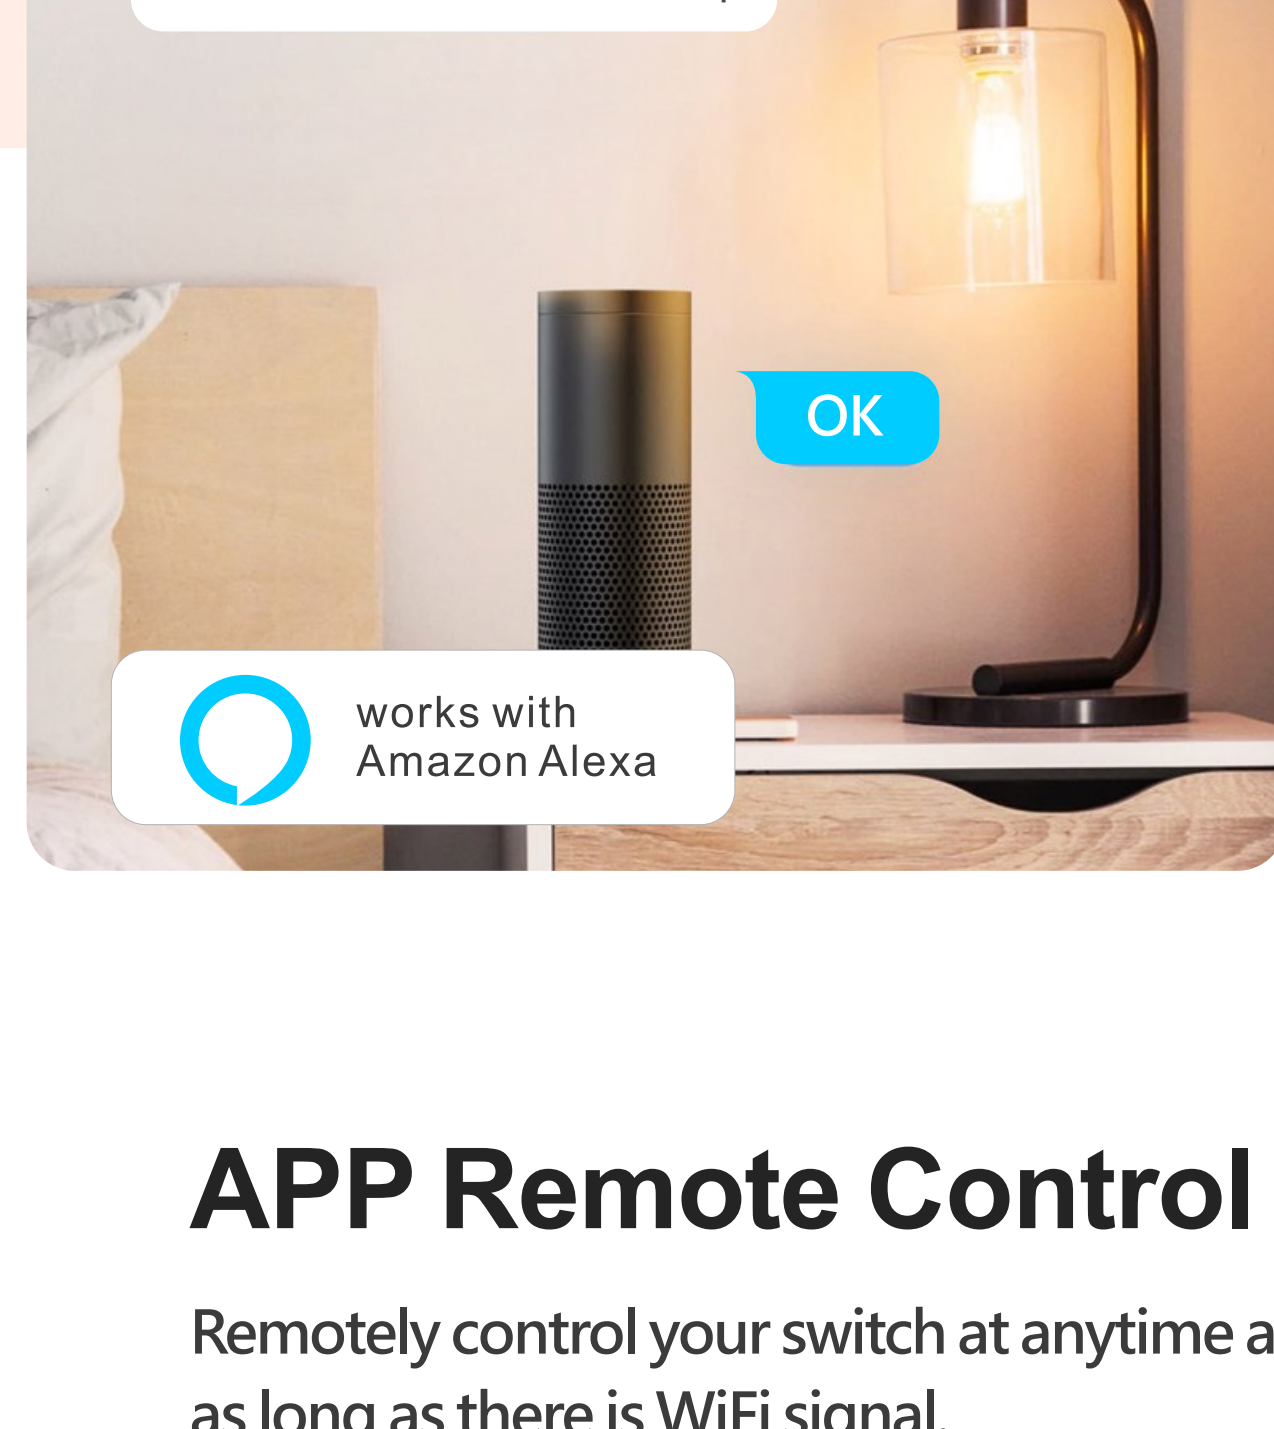 OK
works with
Amazon Alexa
APP Remote Control
Remotely control your switch at anytime
as long as there is WiFi signal.